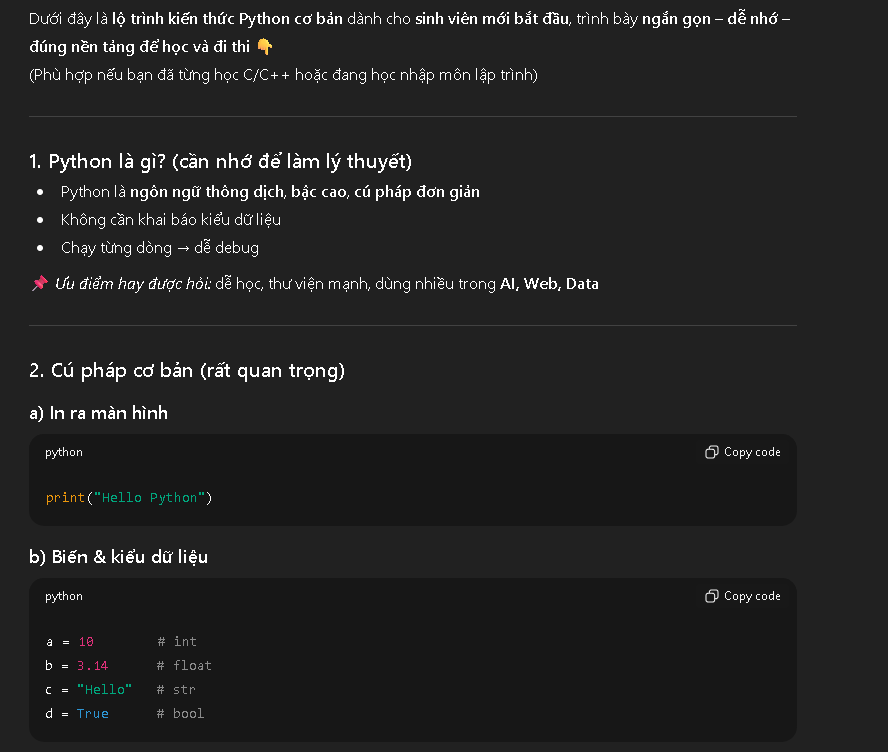 Dưới đây là lộ trình kiến thức Python cơ bản dành cho sinh viên mới bắt đầu, trình bày ngắn gọn – dễ nhớ –
đúng nền tảng để học và đi thi 👇
(Phù hợp nếu bạn đã từng học C/C++ hoặc đang học nhập môn lập trình)
1. Python là gì? (cần nhớ để làm lý thuyết)
• Python là ngôn ngữ thông dịch, bậc cao, cú pháp đơn giản
• Không cần khai báo kiểu dữ liệu
• Chạy từng dòng → dễ debug
📌 Ưu điểm hay được hỏi: dễ học, thư viện mạnh, dùng nhiều trong AI, Web, Data
2. Cú pháp cơ bản (rất quan trọng)
a) In ra màn hình
python Copy code
print("Hello Python")
b) Biến & kiểu dữ liệu
python Copy code
a = 10 # int
b = 3.14 # float
c = "Hello" # str
d = True # bool